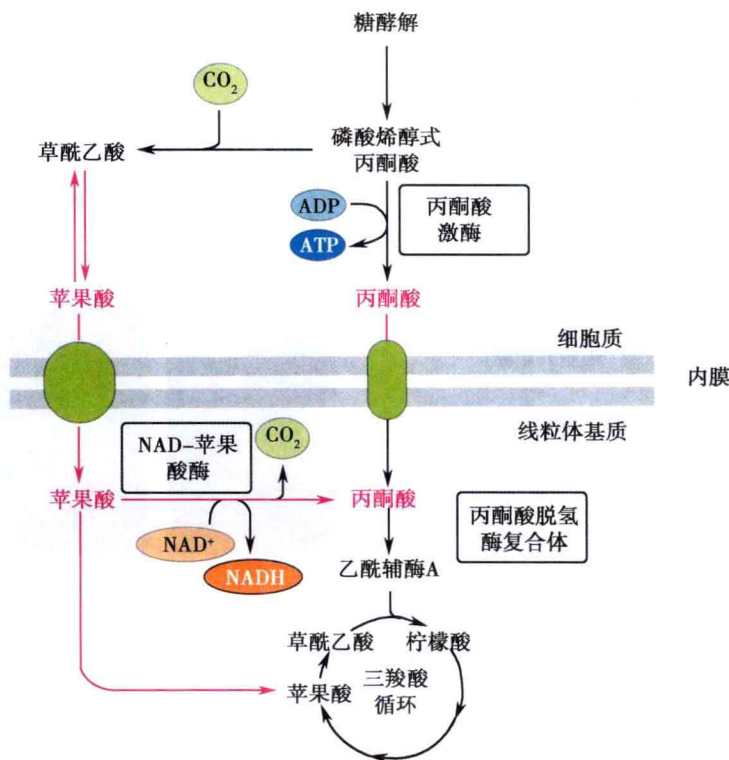 糖酵解
CO₂
草酰乙酸
磷酸烯醇式
丙酮酸
ADP
ATP
丙酮酸
激酶
苹果酸
丙酮酸
细胞质
内膜
线粒体基质
NAD-苹果
酸酶
CO₂
苹果酸
丙酮酸
丙酮酸脱氢
酶复合体
NAD⁺
NADH
乙酰辅酶A
草酰乙酸
柠檬酸
苹果酸
三羧酸
循环